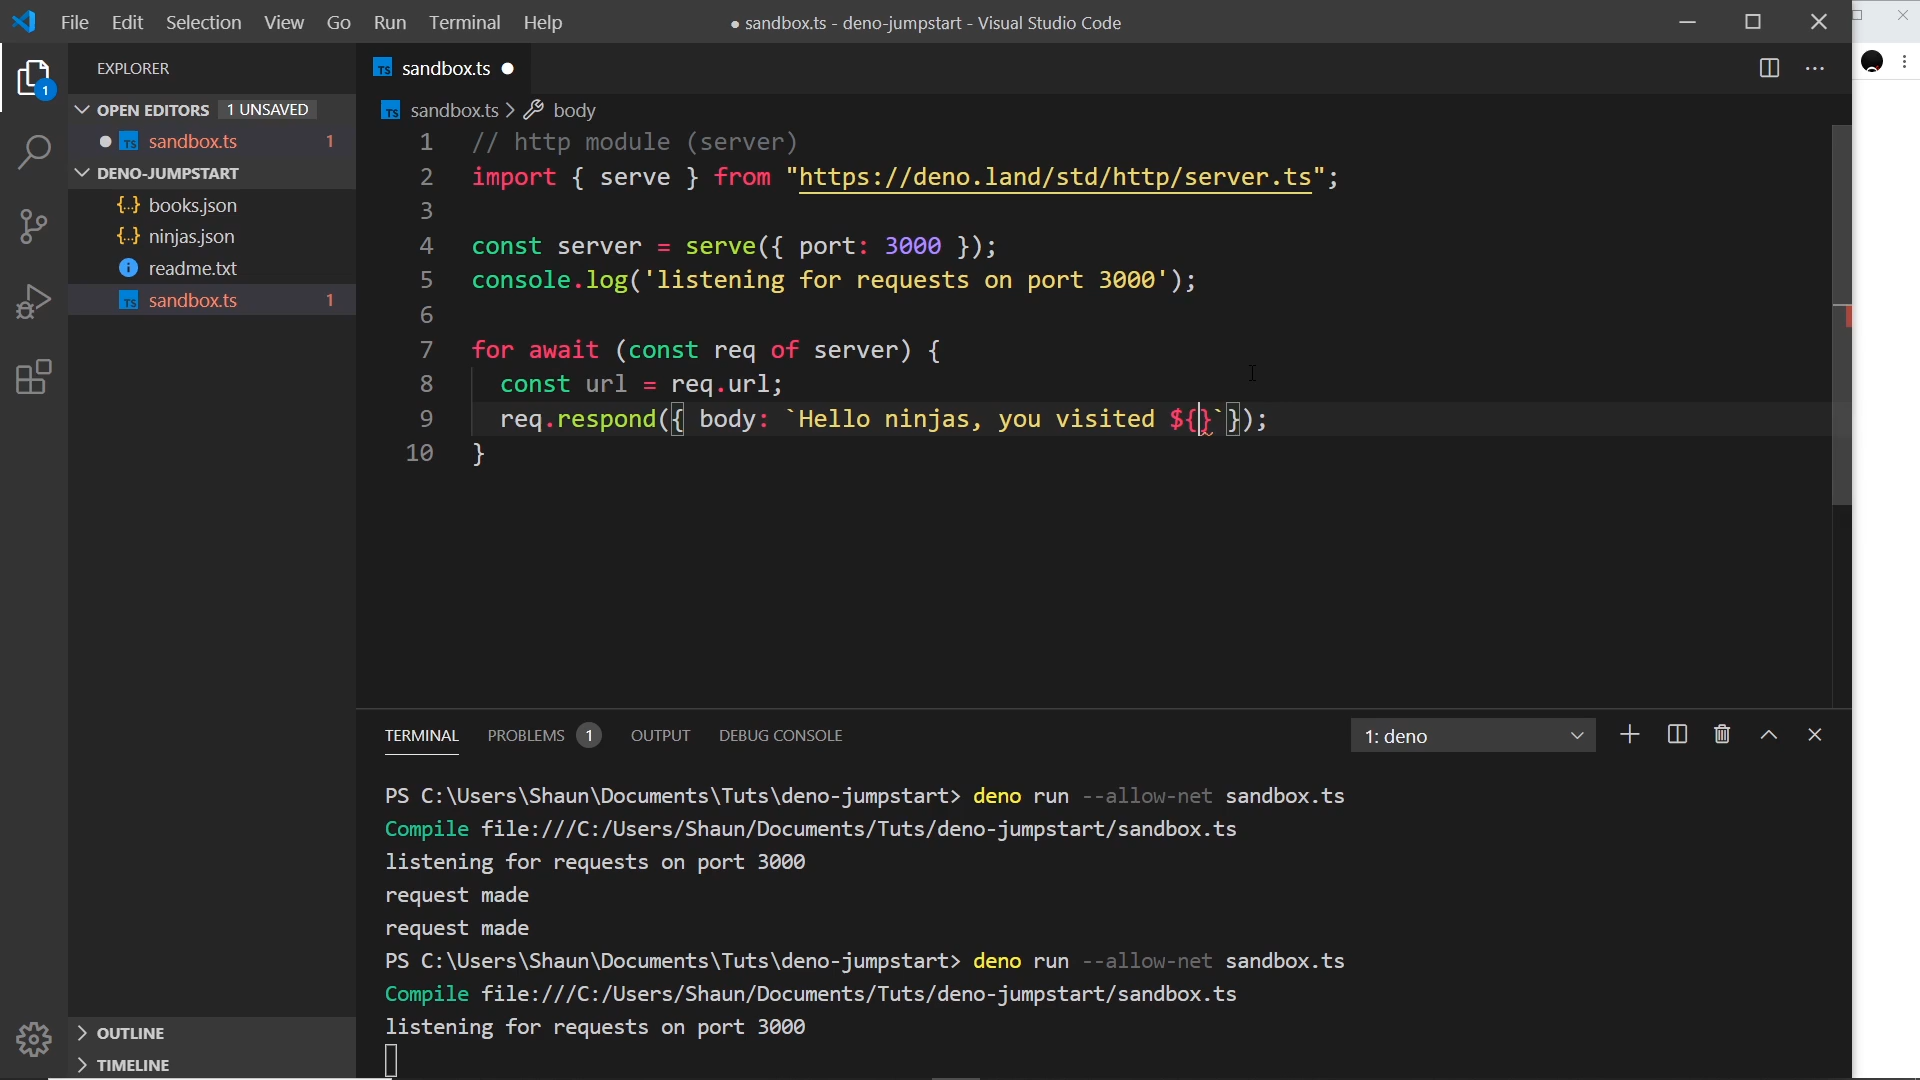 File Edit Selection View Go Run Terminal Help
● sandbox.ts - deno-jumpstart - Visual Studio Code
EXPLORER
OPEN EDITORS 1 UNSAVED
sandbox.ts 1
DENO-JUMPSTART
books.json
ninjas.json
readme.txt
sandbox.ts 1
OUTLINE
TIMELINE
1
sandbox.ts
sandbox.ts > body
1 // http module (server)
2 import { serve } from "https://deno.land/std/http/server.ts";
3
4 const server = serve({ port: 3000 });
5 console.log('listening for requests on port 3000');
6
7 for await (const req of server) {
8 const url = req.url;
9 req.respond({ body: `Hello ninjas, you visited ${}`});
10 }
TERMINAL PROBLEMS 1 OUTPUT DEBUG CONSOLE
1: deno
PS C:\Users\Shaun\Documents\Tuts\deno-jumpstart> deno run --allow-net sandbox.ts
Compile file:///C:/Users/Shaun/Documents/Tuts/deno-jumpstart/sandbox.ts
listening for requests on port 3000
request made
request made
PS C:\Users\Shaun\Documents\Tuts\deno-jumpstart> deno run --allow-net sandbox.ts
Compile file:///C:/Users/Shaun/Documents/Tuts/deno-jumpstart/sandbox.ts
listening for requests on port 3000